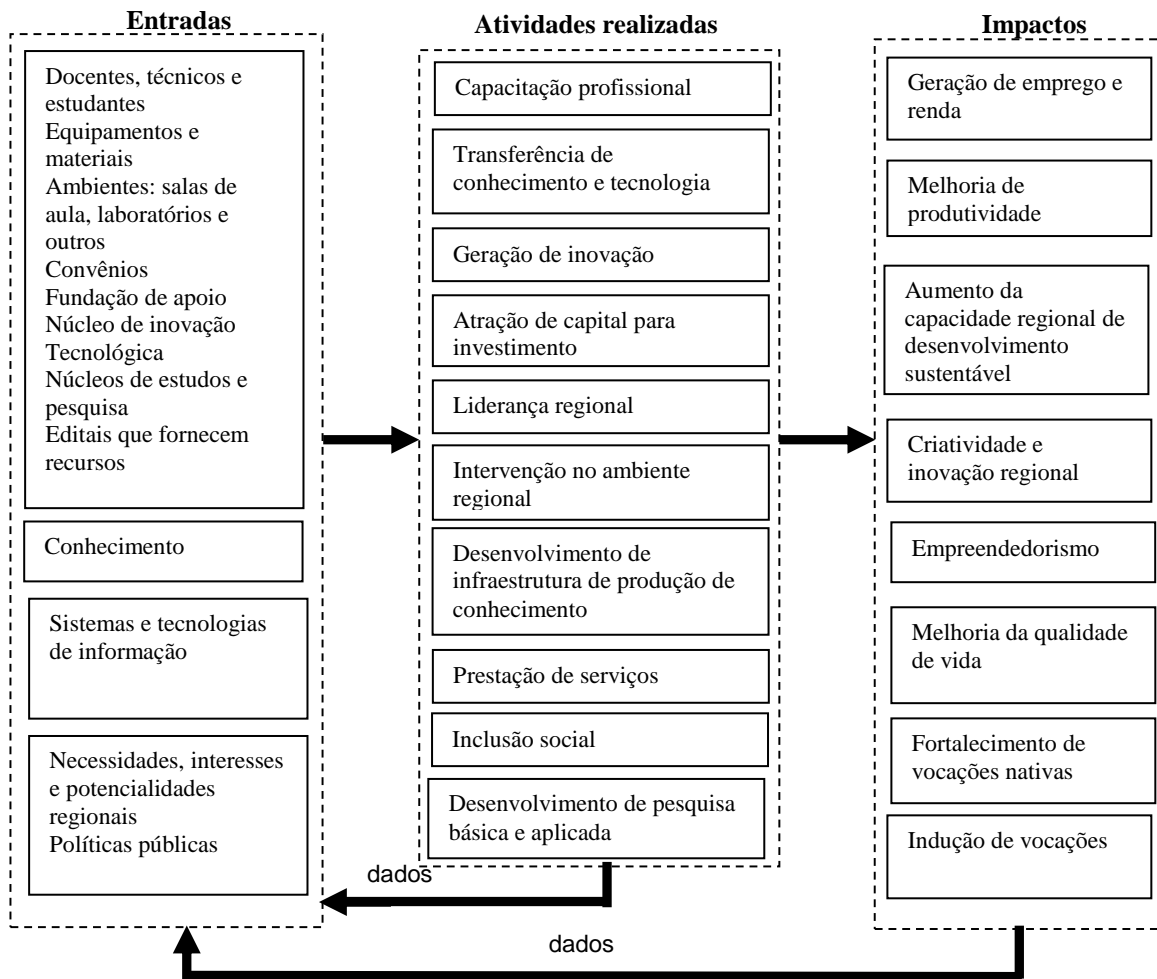 Entradas
Docentes, técnicos e
estudantes
Equipamentos e
materiais
Ambientes: salas de
aula, laboratórios e
outros
Convênios
Fundação de apoio
Núcleo de inovação
Tecnológica
Núcleos de estudos e
pesquisa
Editais que fornecem
recursos
Conhecimento
Sistemas e tecnologias
de informação
Necessidades, interesses
e potencialidades
regionais
Políticas públicas
Atividades realizadas
Capacitação profissional
Transferência de
conhecimento e tecnologia
Geração de inovação
Atração de capital para
investimento
Liderança regional
Intervenção no ambiente
regional
Desenvolvimento de
infraestrutura de produção de
conhecimento
Prestação de serviços
Inclusão social
Desenvolvimento de pesquisa
básica e aplicada
Impactos
Geração de emprego e
renda
Melhoria de
produtividade
Aumento da
capacidade regional de
desenvolvimento
sustentável
Criatividade e
inovação regional
Empreendedorismo
Melhoria da qualidade
de vida
Fortalecimento de
vocações nativas
Indução de vocações
dados
dados